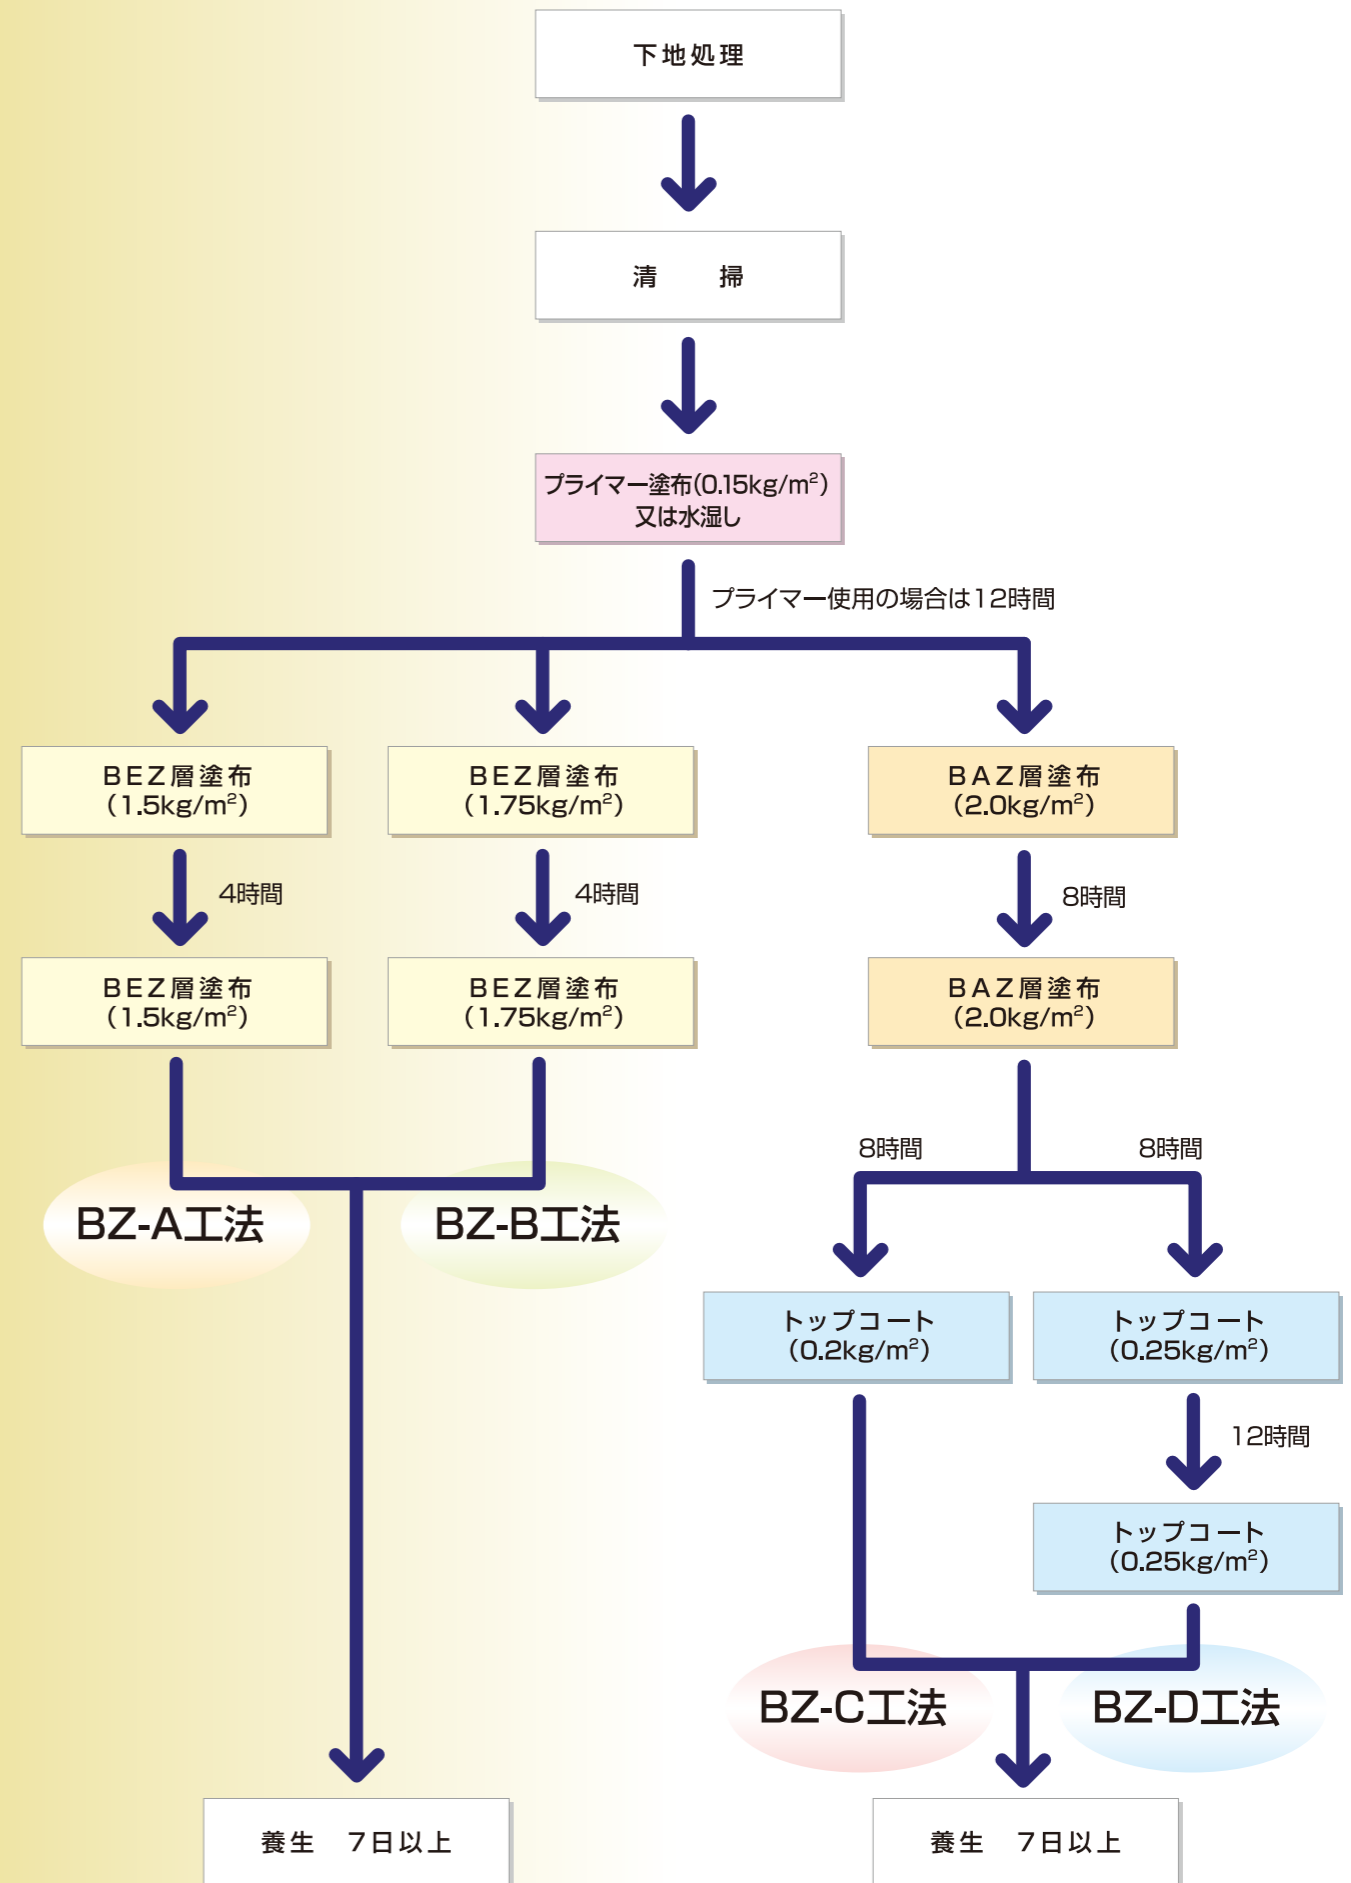 下地処理
清　掃
プライマー塗布(0.15kg/m²)
又は水湿し
プライマー使用の場合は12時間
BEZ層塗布
(1.5kg/m²)
BEZ層塗布
(1.75kg/m²)
BAZ層塗布
(2.0kg/m²)
4時間
4時間
8時間
BEZ層塗布
(1.5kg/m²)
BEZ層塗布
(1.75kg/m²)
BAZ層塗布
(2.0kg/m²)
8時間
8時間
BZ-A工法
BZ-B工法
トップコート
(0.2kg/m²)
トップコート
(0.25kg/m²)
12時間
トップコート
(0.25kg/m²)
BZ-C工法
BZ-D工法
養生　7日以上
養生　7日以上